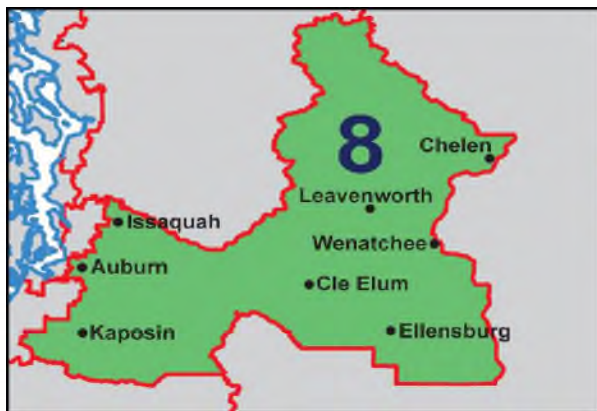 8
Chelen
Leavenworth
Issaquah
Wenatchee
Auburn
Cle Elum
Kaposin
Ellensburg